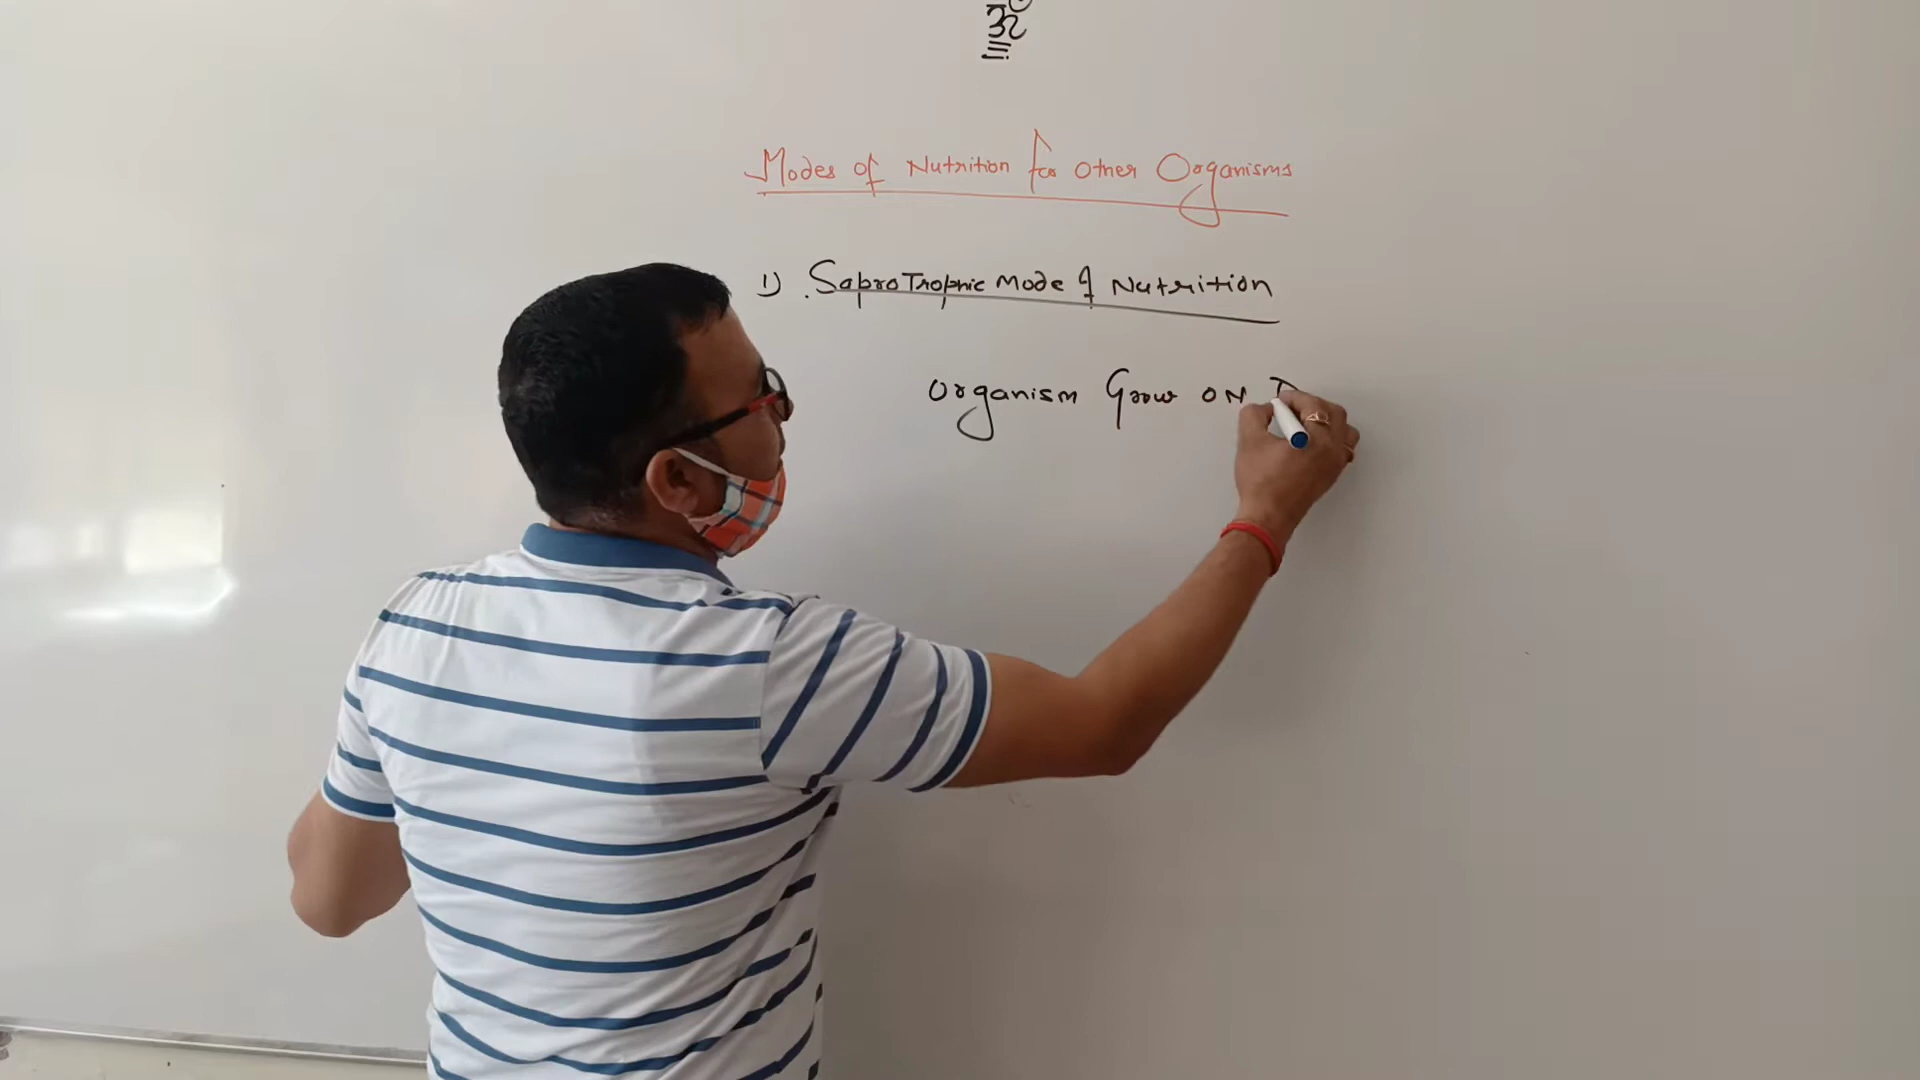 ॐ
Modes of Nutrition for Other Organisms
1) SaproTrophic Mode of Nutrition
Organism Grow ON